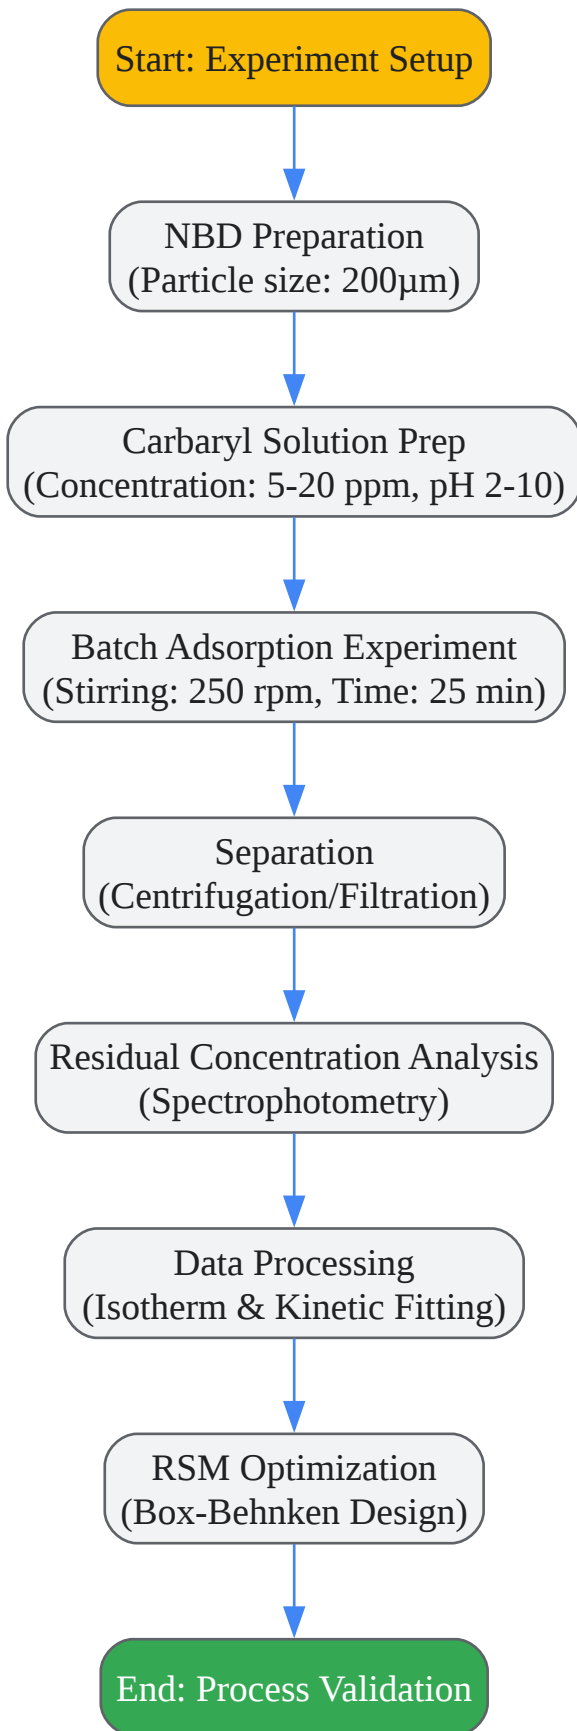 Start: Experiment Setup
NBD Preparation
(Particle size: 200µm)
Carbaryl Solution Prep
(Concentration: 5-20 ppm, pH 2-10)
Batch Adsorption Experiment
(Stirring: 250 rpm, Time: 25 min)
Separation
(Centrifugation/Filtration)
Residual Concentration Analysis
(Spectrophotometry)
Data Processing
(Isotherm & Kinetic Fitting)
RSM Optimization
(Box-Behnken Design)
End: Process Validation